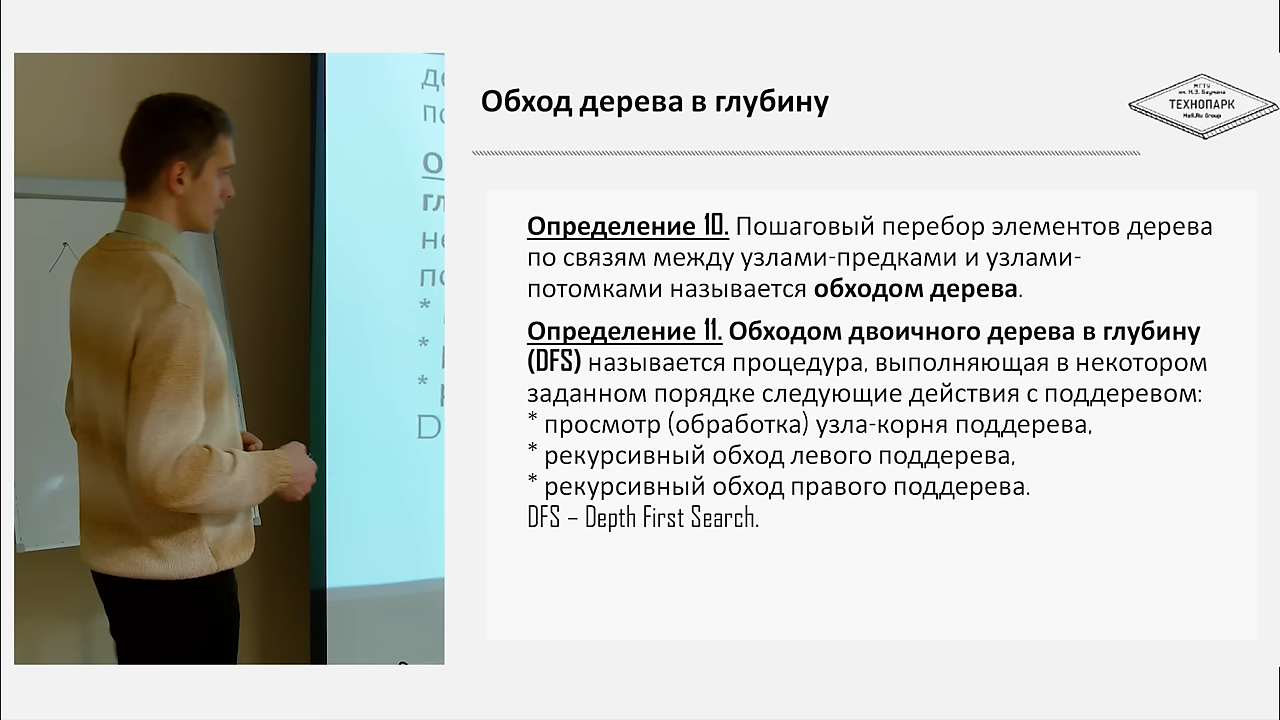 Обход дерева в глубину
МГТУ
им. Н.Э. Баумана
ТЕХНОПАРК
Mail.Ru Group
Определение 10. Пошаговый перебор элементов дерева
по связям между узлами-предками и узлами-
потомками называется обходом дерева.
Определение 11. Обходом двоичного дерева в глубину
(DFS) называется процедура, выполняющая в некотором
заданном порядке следующие действия с поддеревом:
* просмотр (обработка) узла-корня поддерева,
* рекурсивный обход левого поддерева,
* рекурсивный обход правого поддерева.
DFS – Depth First Search.